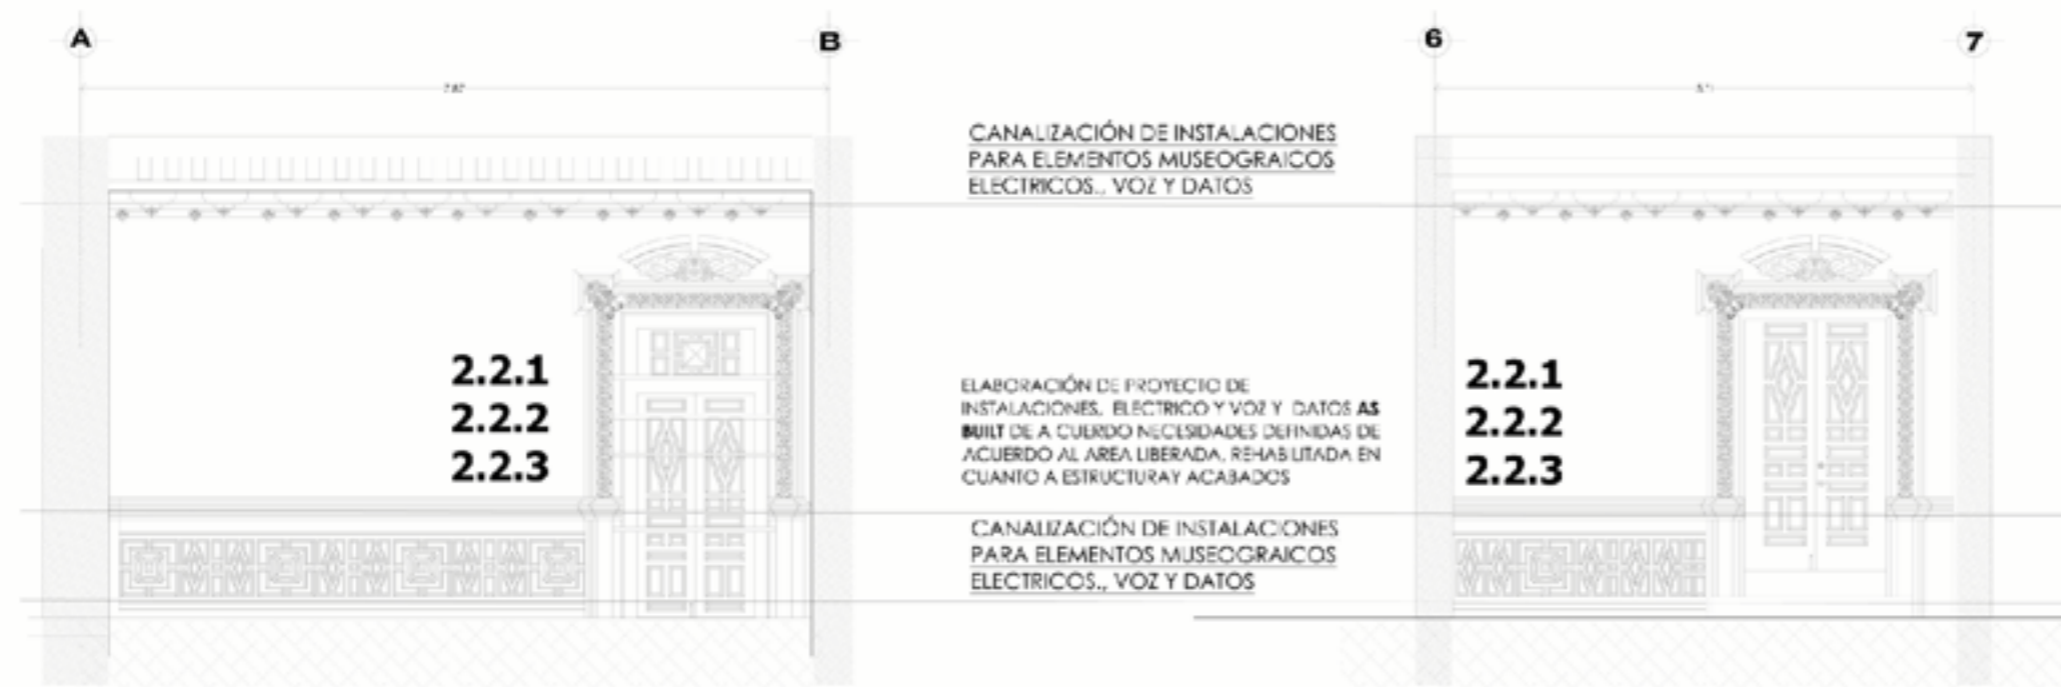 A
B
6
7
CANALIZACIÓN DE INSTALACIONES
PARA ELEMENTOS MUSEOGRAICOS
ELECTRICOS., VOZ Y DATOS
2.2.1
2.2.2
2.2.3
ELABORACIÓN DE PROYECTO DE
INSTALACIONES, ELECTRICO Y VOZ Y DATOS AS
BUILT DE A CUERDO NECESIDADES DEFINIDAS DE
ACUERDO AL AREA LIBERADA, REHABILITADA EN
CUANTO A ESTRUCTURAY ACABADOS
2.2.1
2.2.2
2.2.3
CANALIZACIÓN DE INSTALACIONES
PARA ELEMENTOS MUSEOGRAICOS
ELECTRICOS., VOZ Y DATOS